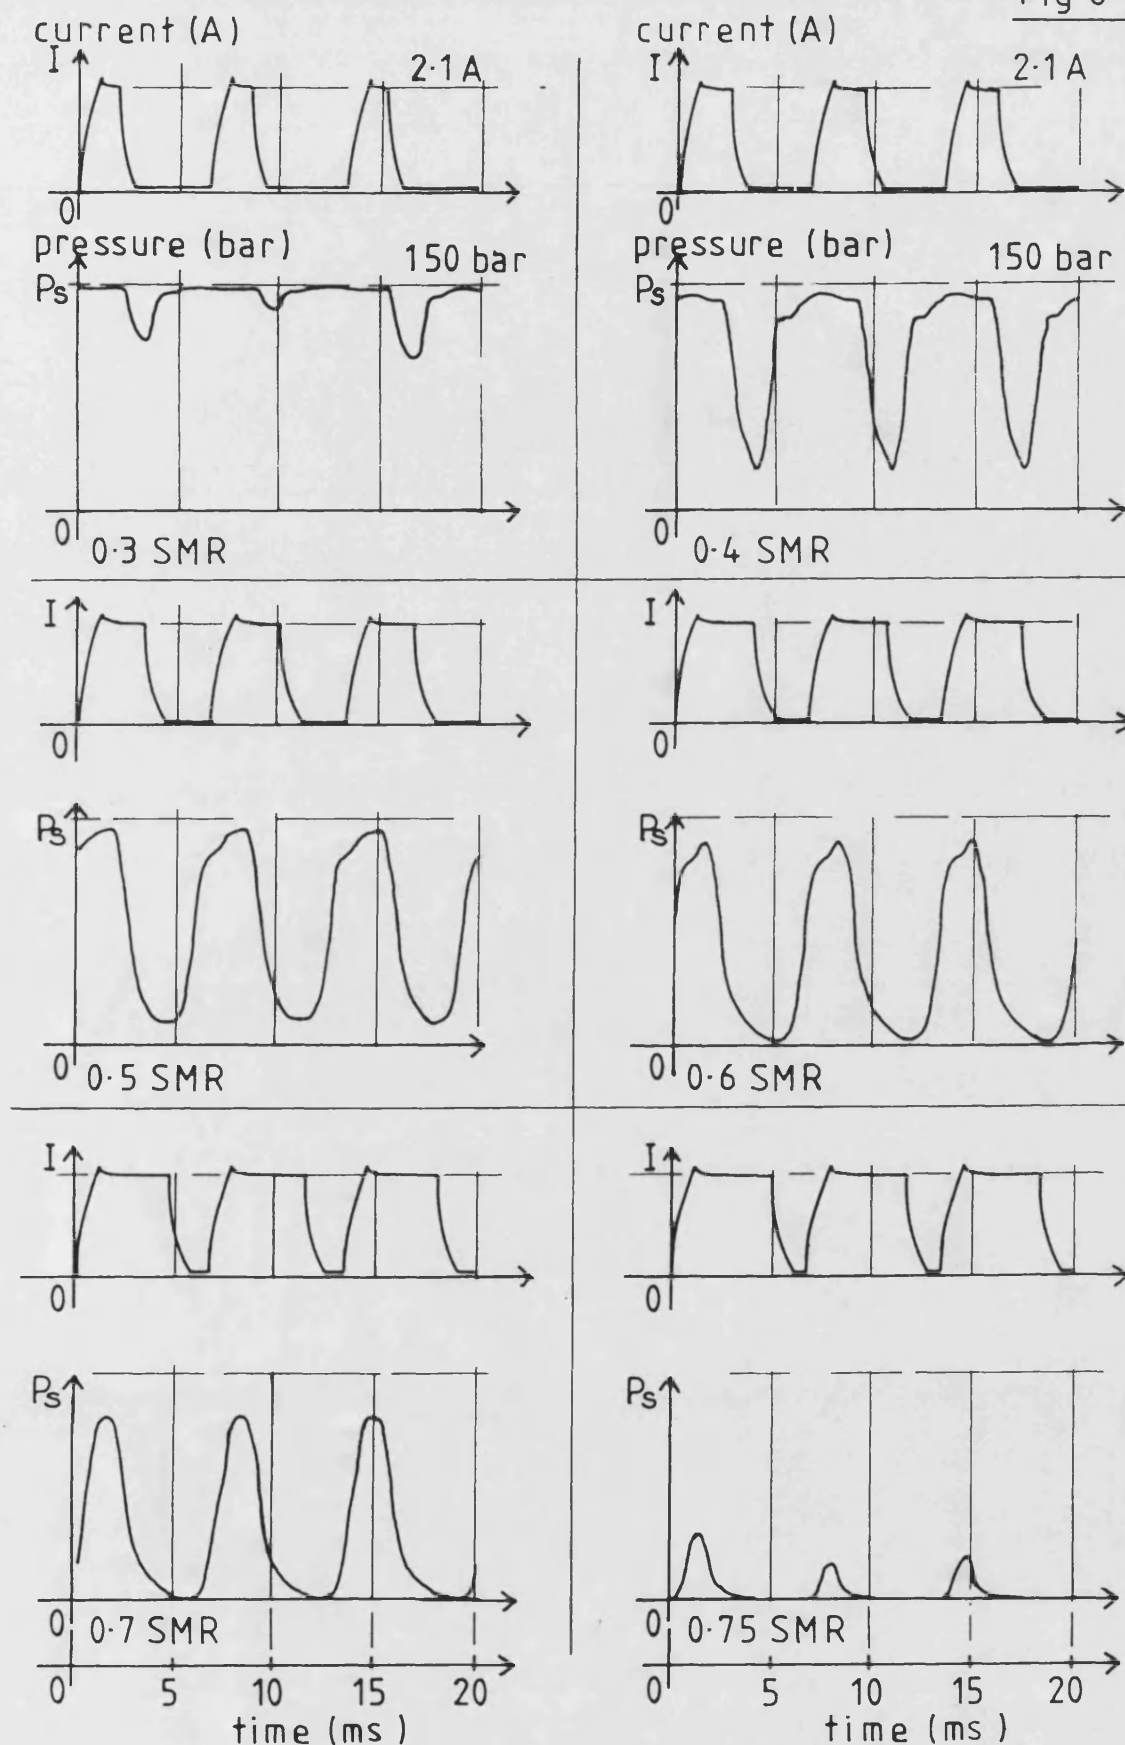 Fig 6
current (A)
I
2·1 A
0
pressure (bar)
150 bar
Ps
0
0·3 SMR
current (A)
I
2·1 A
0
pressure (bar)
150 bar
Ps
0
0·4 SMR
I
0
Ps
0
0·5 SMR
I
0
Ps
0
0·6 SMR
I
0
Ps
0
0·7 SMR
0 5 10 15 20
time (ms)
I
0
Ps
0
0·75 SMR
0 5 10 15 20
time (ms)